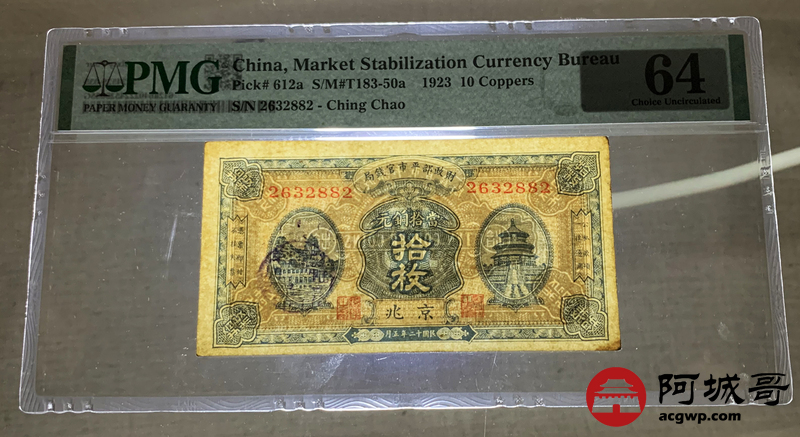 PMG
PAPER MONEY GUARANTY
China, Market Stabilization Currency Bureau
Pick# 612a S/M#T183-50a 1923 10 Coppers
S/N 2632882 - Ching Chao
64
Choice Uncirculated
局錢官市平部政財
2632882
2632882
元銅拾當
拾
枚
兆京
月五年二十國民
阿城哥
acgwp.com